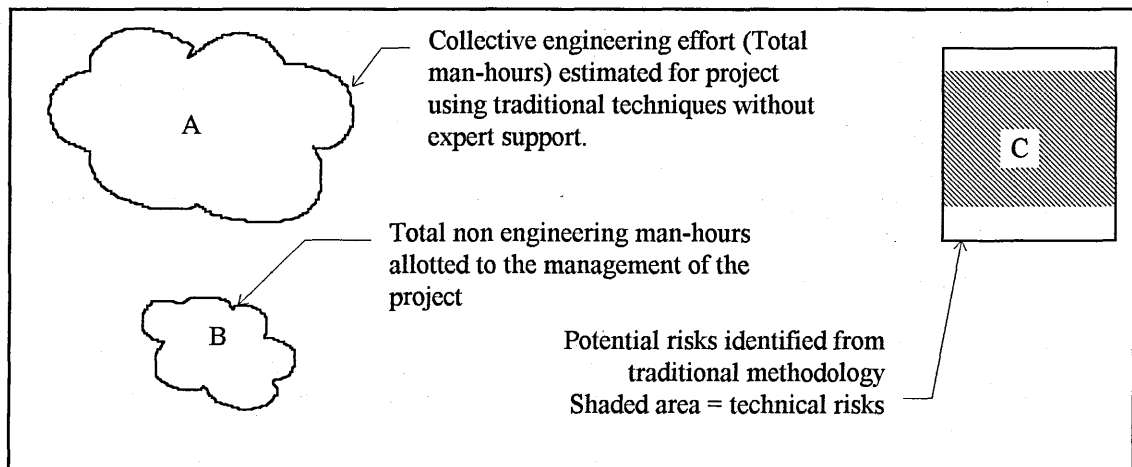 A
Collective engineering effort (Total
man-hours) estimated for project
using traditional techniques without
expert support.
C
Total non engineering man-hours
allotted to the management of the
project
B
Potential risks identified from
traditional methodology
Shaded area = technical risks